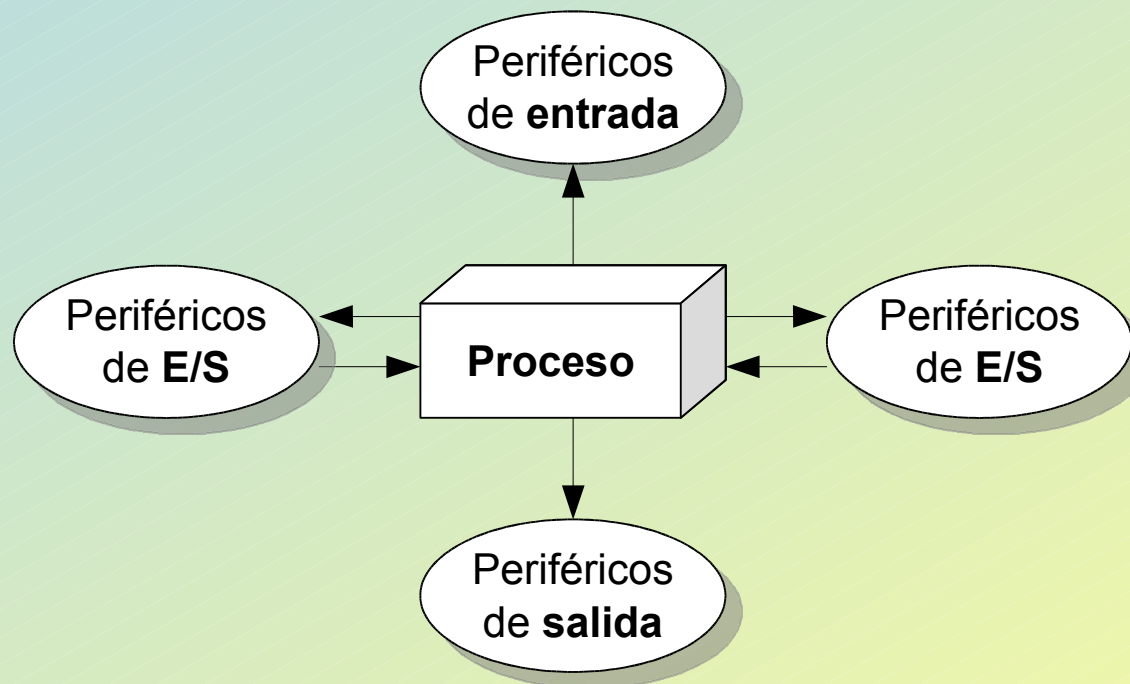 Periféricos
de entrada
Periféricos
de E/S
Proceso
Periféricos
de E/S
Periféricos
de salida